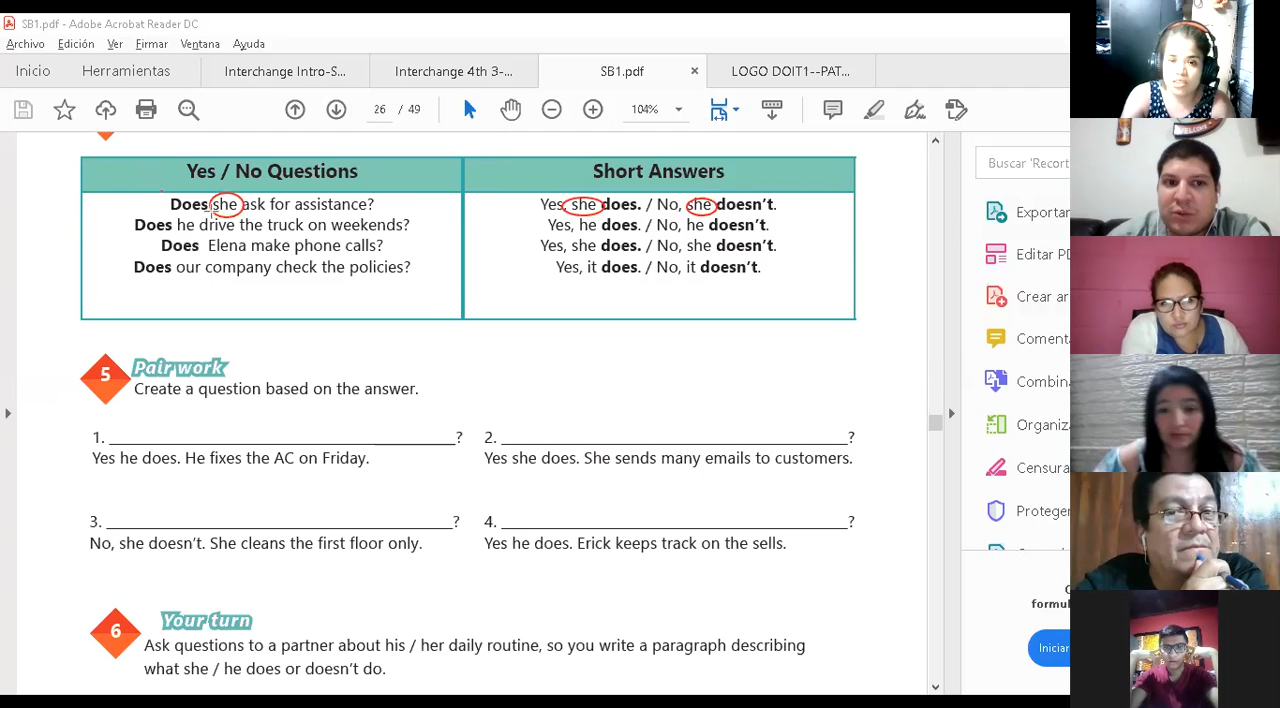 SB1.pdf - Adobe Acrobat Reader DC
Archivo Edición Ver Firmar Ventana Ayuda
Inicio Herramientas Interchange Intro-S... Interchange 4th 3-... SB1.pdf × LOGO DOIT1--PAT...
26 / 49 104%
Yes / No Questions Short Answers
Does she ask for assistance? Yes, she does. / No, she doesn't.
Does he drive the truck on weekends? Yes, he does. / No, he doesn't.
Does Elena make phone calls? Yes, she does. / No, she doesn't.
Does our company check the policies? Yes, it does. / No, it doesn't.
5 Pair work
Create a question based on the answer.
1. ? 2. ?
Yes he does. He fixes the AC on Friday. Yes she does. She sends many emails to customers.
3. ? 4. ?
No, she doesn't. She cleans the first floor only. Yes he does. Erick keeps track on the sells.
6 Your turn
Ask questions to a partner about his / her daily routine, so you write a paragraph describing
what she / he does or doesn't do.
Buscar 'Recort
Exportar
Editar PD
Crear ar
Comenta
Combin
Organiz
Censura
Proteger
formul
Iniciar
WELCOME